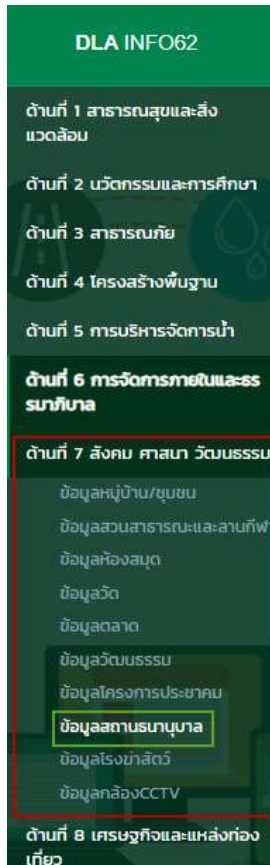 DLA INFO62
ด้านที่ 1 สาธารณสุขและสิ่ง
แวดล้อม
ด้านที่ 2 นวัตกรรมและการศึกษา
ด้านที่ 3 สาธารณภัย
ด้านที่ 4 โครงสร้างพื้นฐาน
ด้านที่ 5 การบริหารจัดการน้ำ
ด้านที่ 6 การจัดการภายในและธร
รมาภิบาล
ด้านที่ 7 สังคม ศาสนา วัฒนธรรม
ข้อมูลหมู่บ้าน/ชุมชน
ข้อมูลสวนสาธารณะและลานกีฬา
ข้อมูลห้องสมุด
ข้อมูลวัด
ข้อมูลตลาด
ข้อมูลวัฒนธรรม
ข้อมูลโครงการประชาคม
ข้อมูลสถานธนานุบาล
ข้อมูลโรงฆ่าสัตว์
ข้อมูลกล้องCCTV
ด้านที่ 8 เศรษฐกิจและแหล่งท่อง
เที่ยว